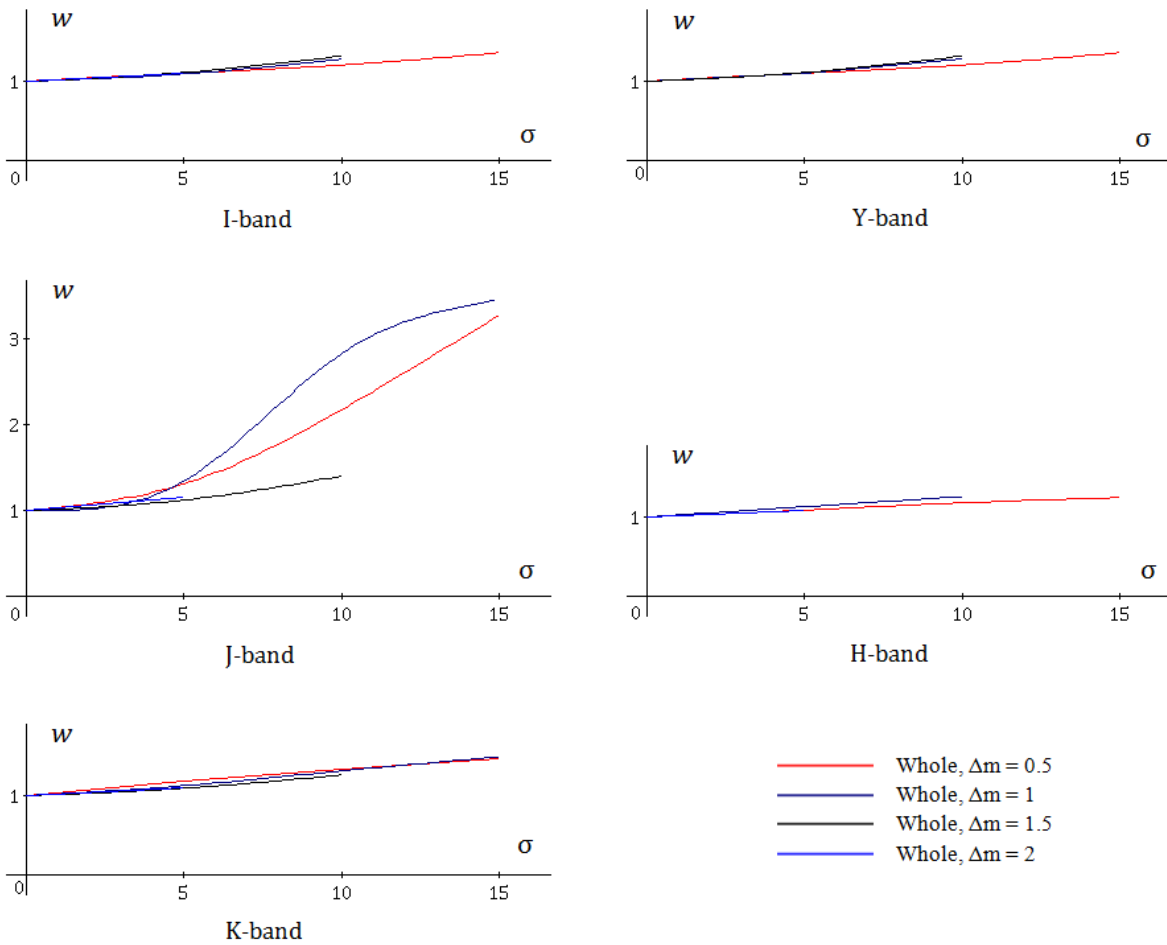 w
1
σ
0 5 10 15
I-band
w
1
σ
0 5 10 15
Y-band
w
3
2
1
σ
0 5 10 15
J-band
w
1
σ
0 5 10 15
H-band
w
1
σ
0 5 10 15
K-band
Whole, Δm = 0.5
Whole, Δm = 1
Whole, Δm = 1.5
Whole, Δm = 2